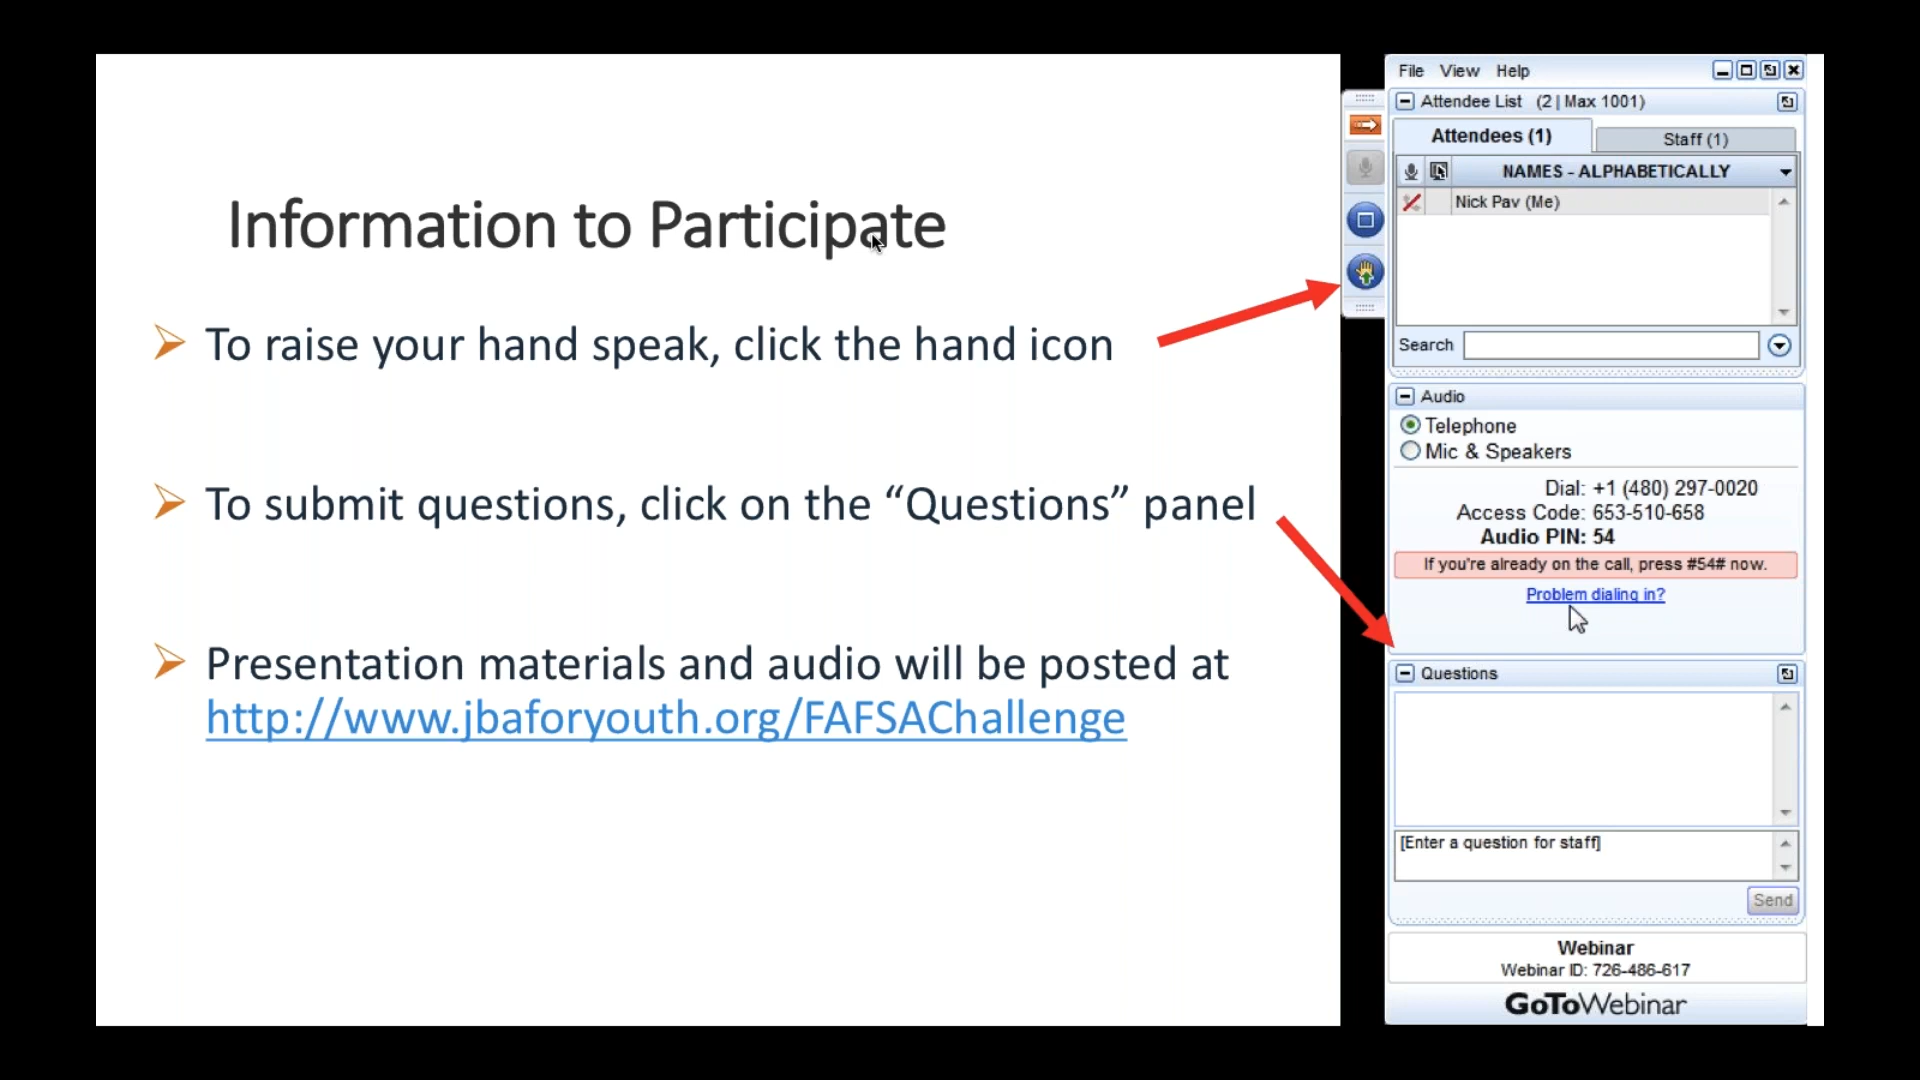 Information to Participate
To raise your hand speak, click the hand icon
To submit questions, click on the “Questions” panel
Presentation materials and audio will be posted at
http://www.jbaforyouth.org/FAFSAChallenge
File View Help
Attendee List (2 | Max 1001)
Attendees (1) Staff (1)
NAMES - ALPHABETICALLY
Nick Pav (Me)
Search
Audio
Telephone
Mic & Speakers
Dial: +1 (480) 297-0020
Access Code: 653-510-658
Audio PIN: 54
If you're already on the call, press #54# now.
Problem dialing in?
Questions
[Enter a question for staff]
Send
Webinar
Webinar ID: 726-486-617
GoToWebinar